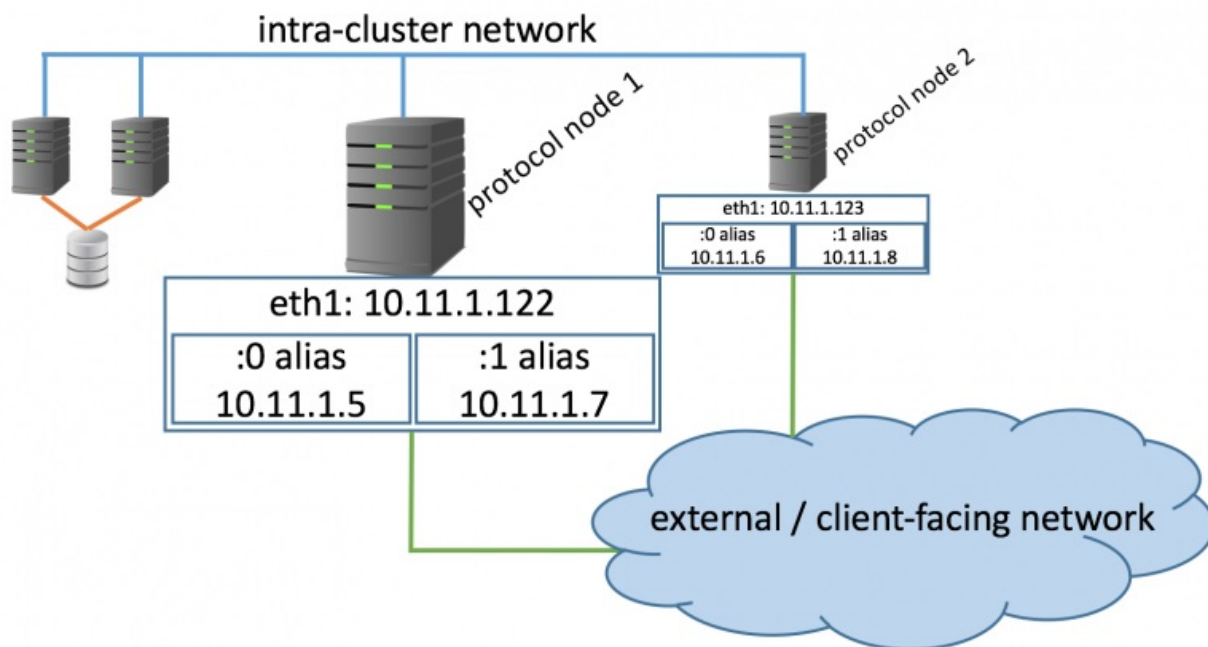 intra-cluster network
protocol node 1
protocol node 2
eth1: 10.11.1.123
:0 alias
10.11.1.6
:1 alias
10.11.1.8
eth1: 10.11.1.122
:0 alias
10.11.1.5
:1 alias
10.11.1.7
external / client-facing network